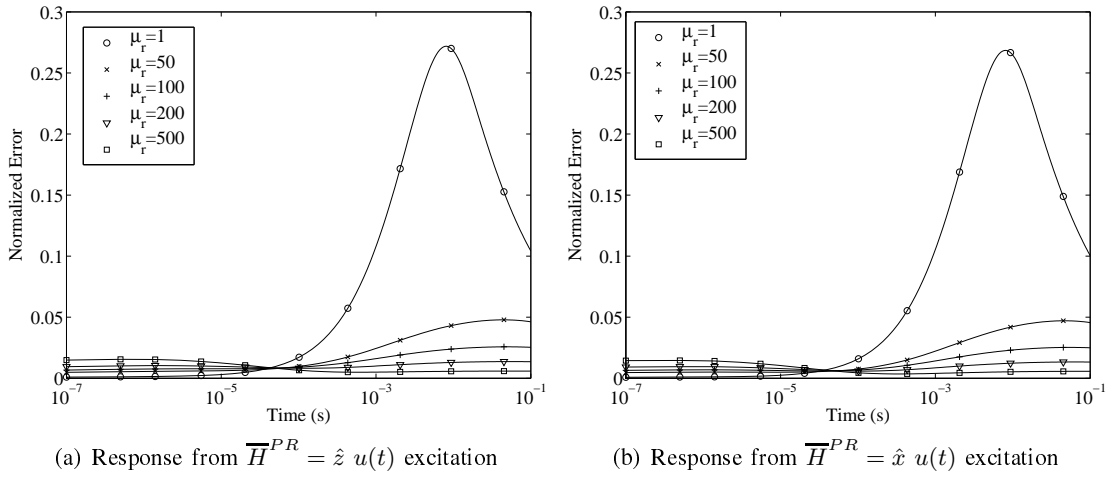 0.3
0.25
0.2
0.15
0.1
0.05
0
Normalized Error
μr=1
μr=50
μr=100
μr=200
μr=500
10−7
10−5
10−3
10−1
Time (s)
(a) Response from H̅^{PR} = ẑ u(t) excitation
0.3
0.25
0.2
0.15
0.1
0.05
0
Normalized Error
μr=1
μr=50
μr=100
μr=200
μr=500
10−7
10−5
10−3
10−1
Time (s)
(b) Response from H̅^{PR} = x̂ u(t) excitation